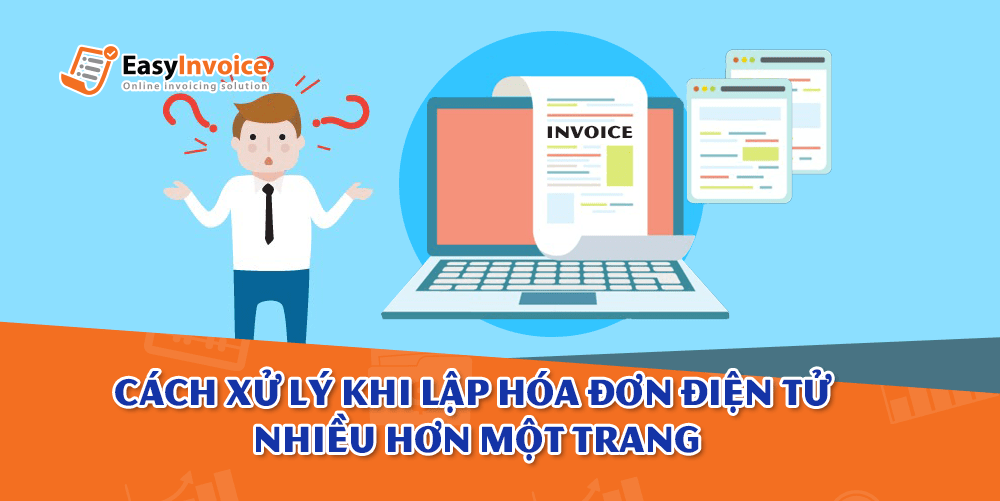 EasyInvoice
Online invoicing solution
INVOICE
CÁCH XỬ LÝ KHI LẬP HÓA ĐƠN ĐIỆN TỬ
NHIỀU HƠN MỘT TRANG